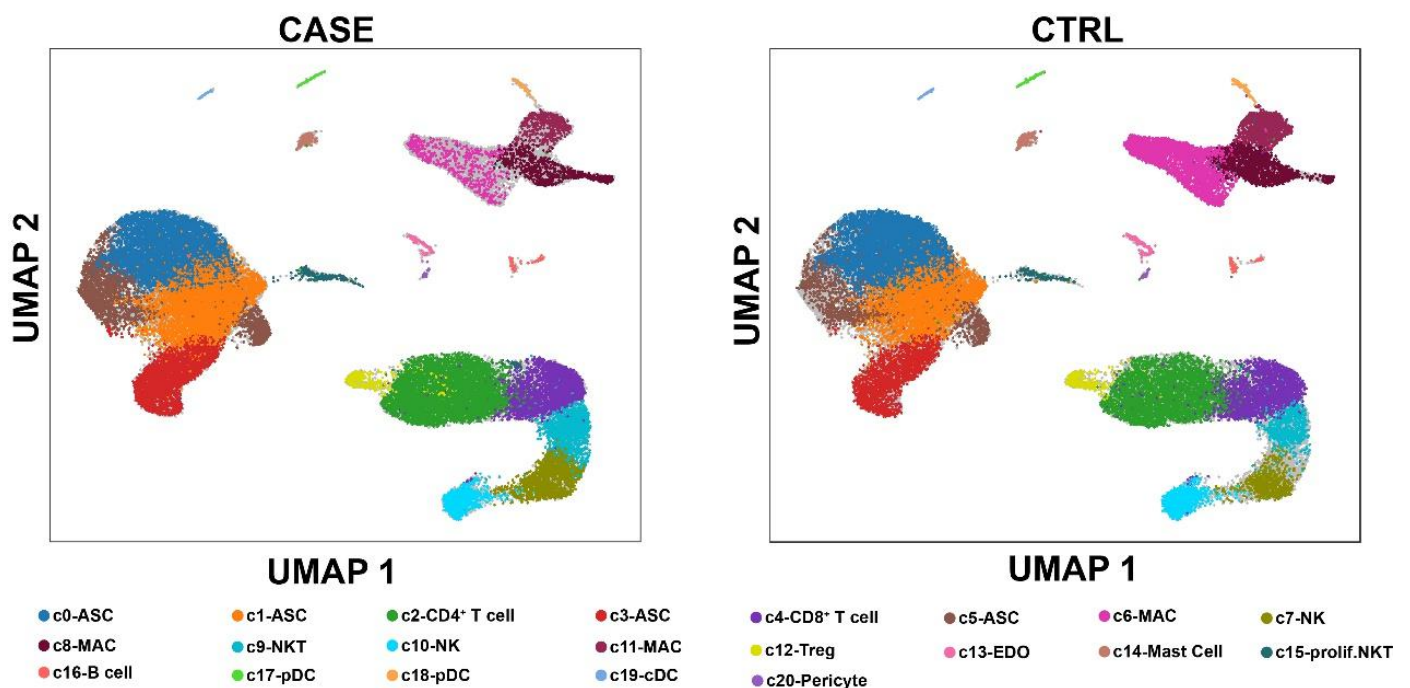 CASE
CTRL
UMAP 2
UMAP 2
UMAP 1
UMAP 1
c0-ASC c1-ASC c2-CD4⁺ T cell c3-ASC c4-CD8⁺ T cell c5-ASC c6-MAC c7-NK
c8-MAC c9-NKT c10-NK c11-MAC c12-Treg c13-EDO c14-Mast Cell c15-prolif.NKT
c16-B cell c17-pDC c18-pDC c19-cDC c20-Pericyte